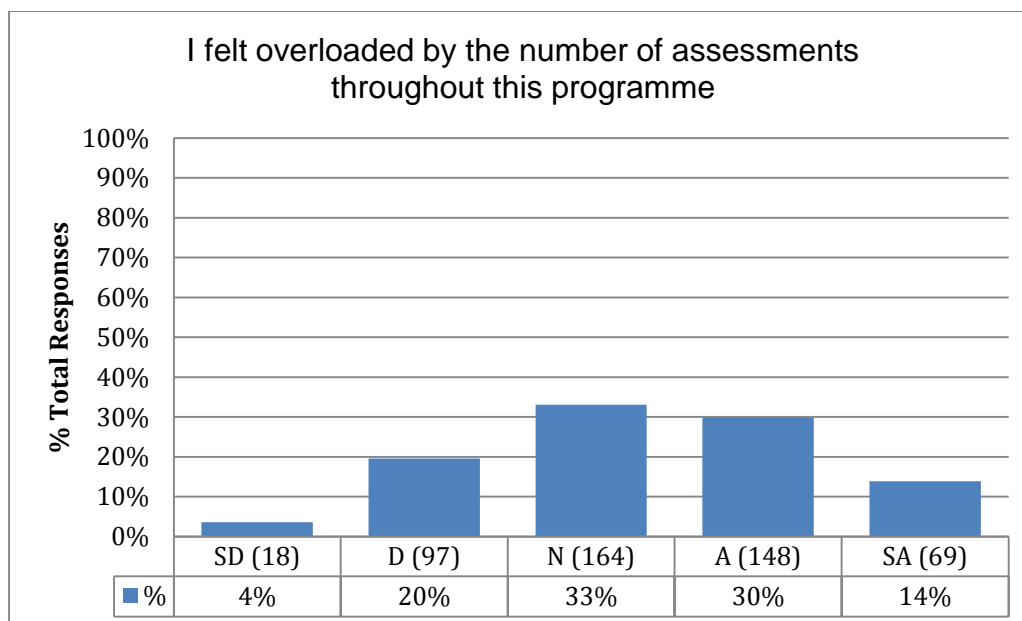 I felt overloaded by the number of assessments
throughout this programme
% Total Responses
100%
90%
80%
70%
60%
50%
40%
30%
20%
10%
0%
SD (18) D (97) N (164) A (148) SA (69)
% 4% 20% 33% 30% 14%